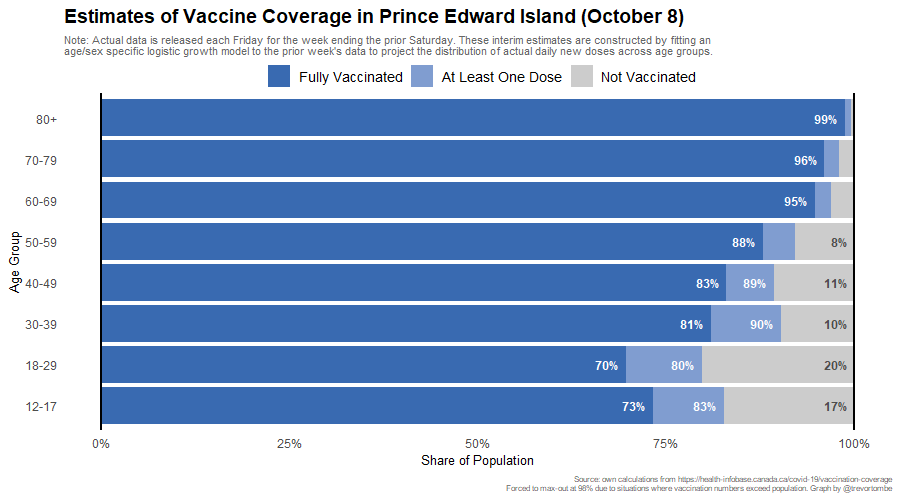 Estimates of Vaccine Coverage in Prince Edward Island (October 8)
Note: Actual data is released each Friday for the week ending the prior Saturday. These interim estimates are constructed by fitting an
age/sex specific logistic growth model to the prior week's data to project the distribution of actual daily new doses across age groups.
Fully Vaccinated At Least One Dose Not Vaccinated
80+ 99%
70-79 96%
60-69 95%
50-59 88% 8%
40-49 83% 89% 11%
30-39 81% 90% 10%
18-29 70% 80% 20%
12-17 73% 83% 17%
Age Group
0% 25% 50% 75% 100%
Share of Population
Source: own calculations from https://health-infobase.canada.ca/covid-19/vaccination-coverage
Forced to max-out at 98% due to situations where vaccination numbers exceed population. Graph by @trevortombe